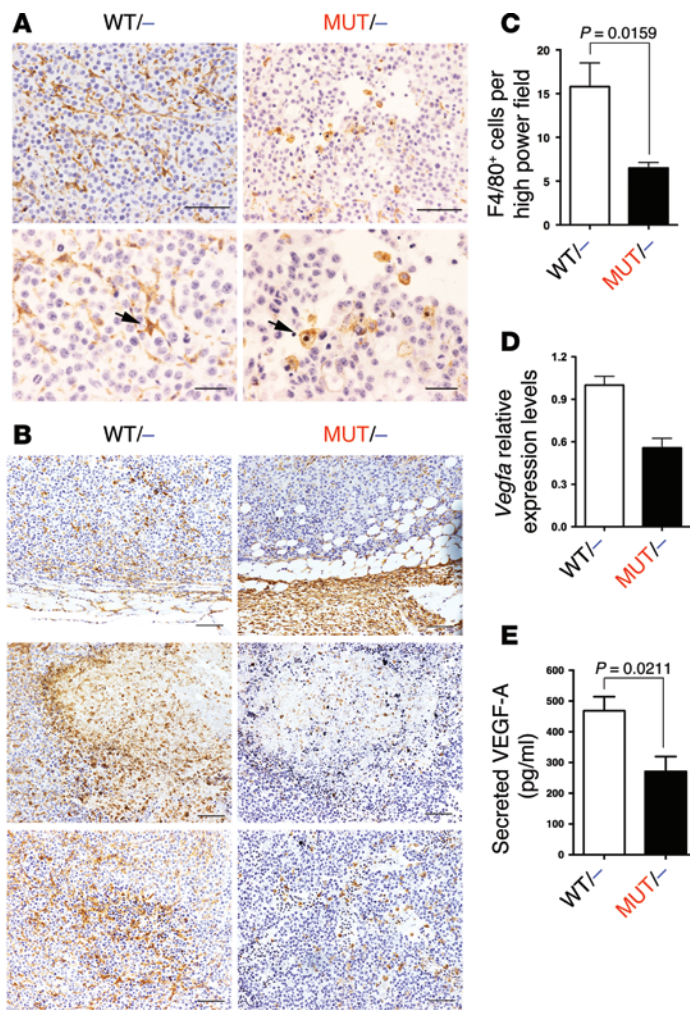 A
WT/–
MUT/–
B
WT/–
MUT/–
C
P = 0.0159
F4/80+ cells per
high power field
20
15
10
5
0
WT/–
MUT/–
D
Vegfa relative
expression levels
1.2
0.9
0.6
0.3
0.0
WT/–
MUT/–
E
P = 0.0211
Secreted VEGF-A
(pg/ml)
600
500
400
300
200
100
0
WT/–
MUT/–